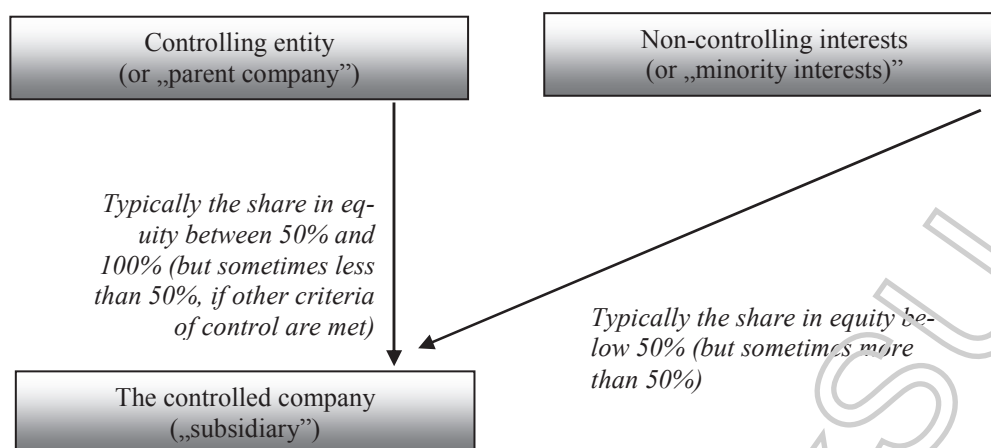 Controlling entity
(or „parent company”)
Non-controlling interests
(or „minority interests)”
Typically the share in eq-
uity between 50% and
100% (but sometimes less
than 50%, if other criteria
of control are met)
Typically the share in equity be-
low 50% (but sometimes more
than 50%)
The controlled company
(„subsidiary”)